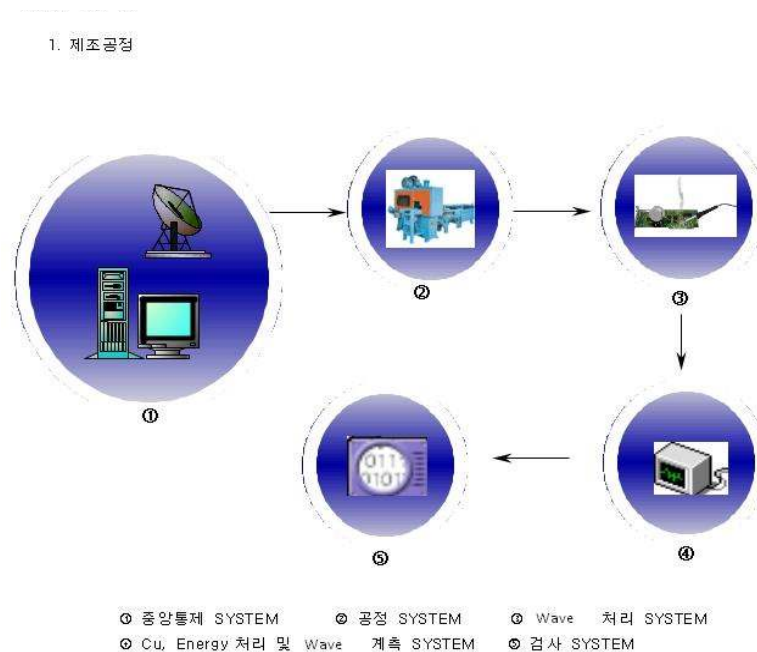 1. 제조공정
①
②
③
④
⑤
011
01011
① 중앙통제 SYSTEM ② 공정 SYSTEM ③ Wave 처리 SYSTEM
④ Cu, Energy 처리 및 Wave 계측 SYSTEM ⑤ 검사 SYSTEM